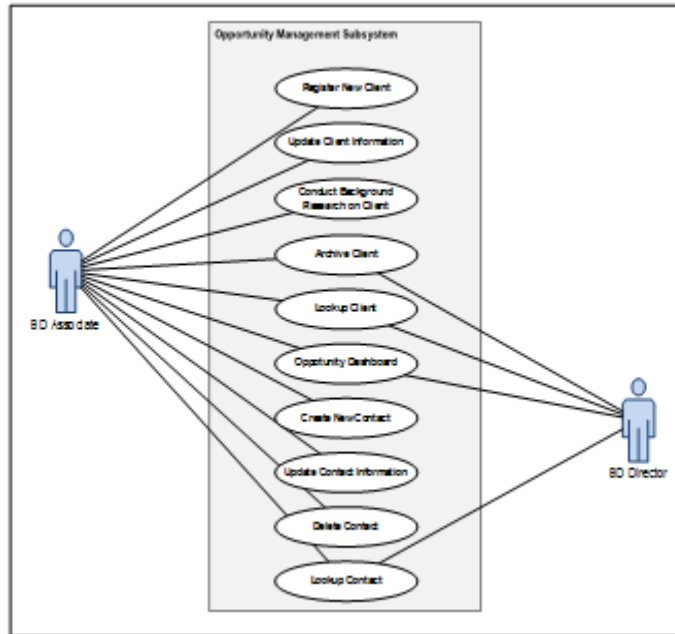 Opportunity Management Subsystem
Register New Client
Update Client Information
Conduct Background
Research on Client
Archive Client
Lookup Client
Oppotunity Dashboard
Create New Contact
Update Contact Information
Delete Contact
Lookup Contact
BD Associate
BD Director